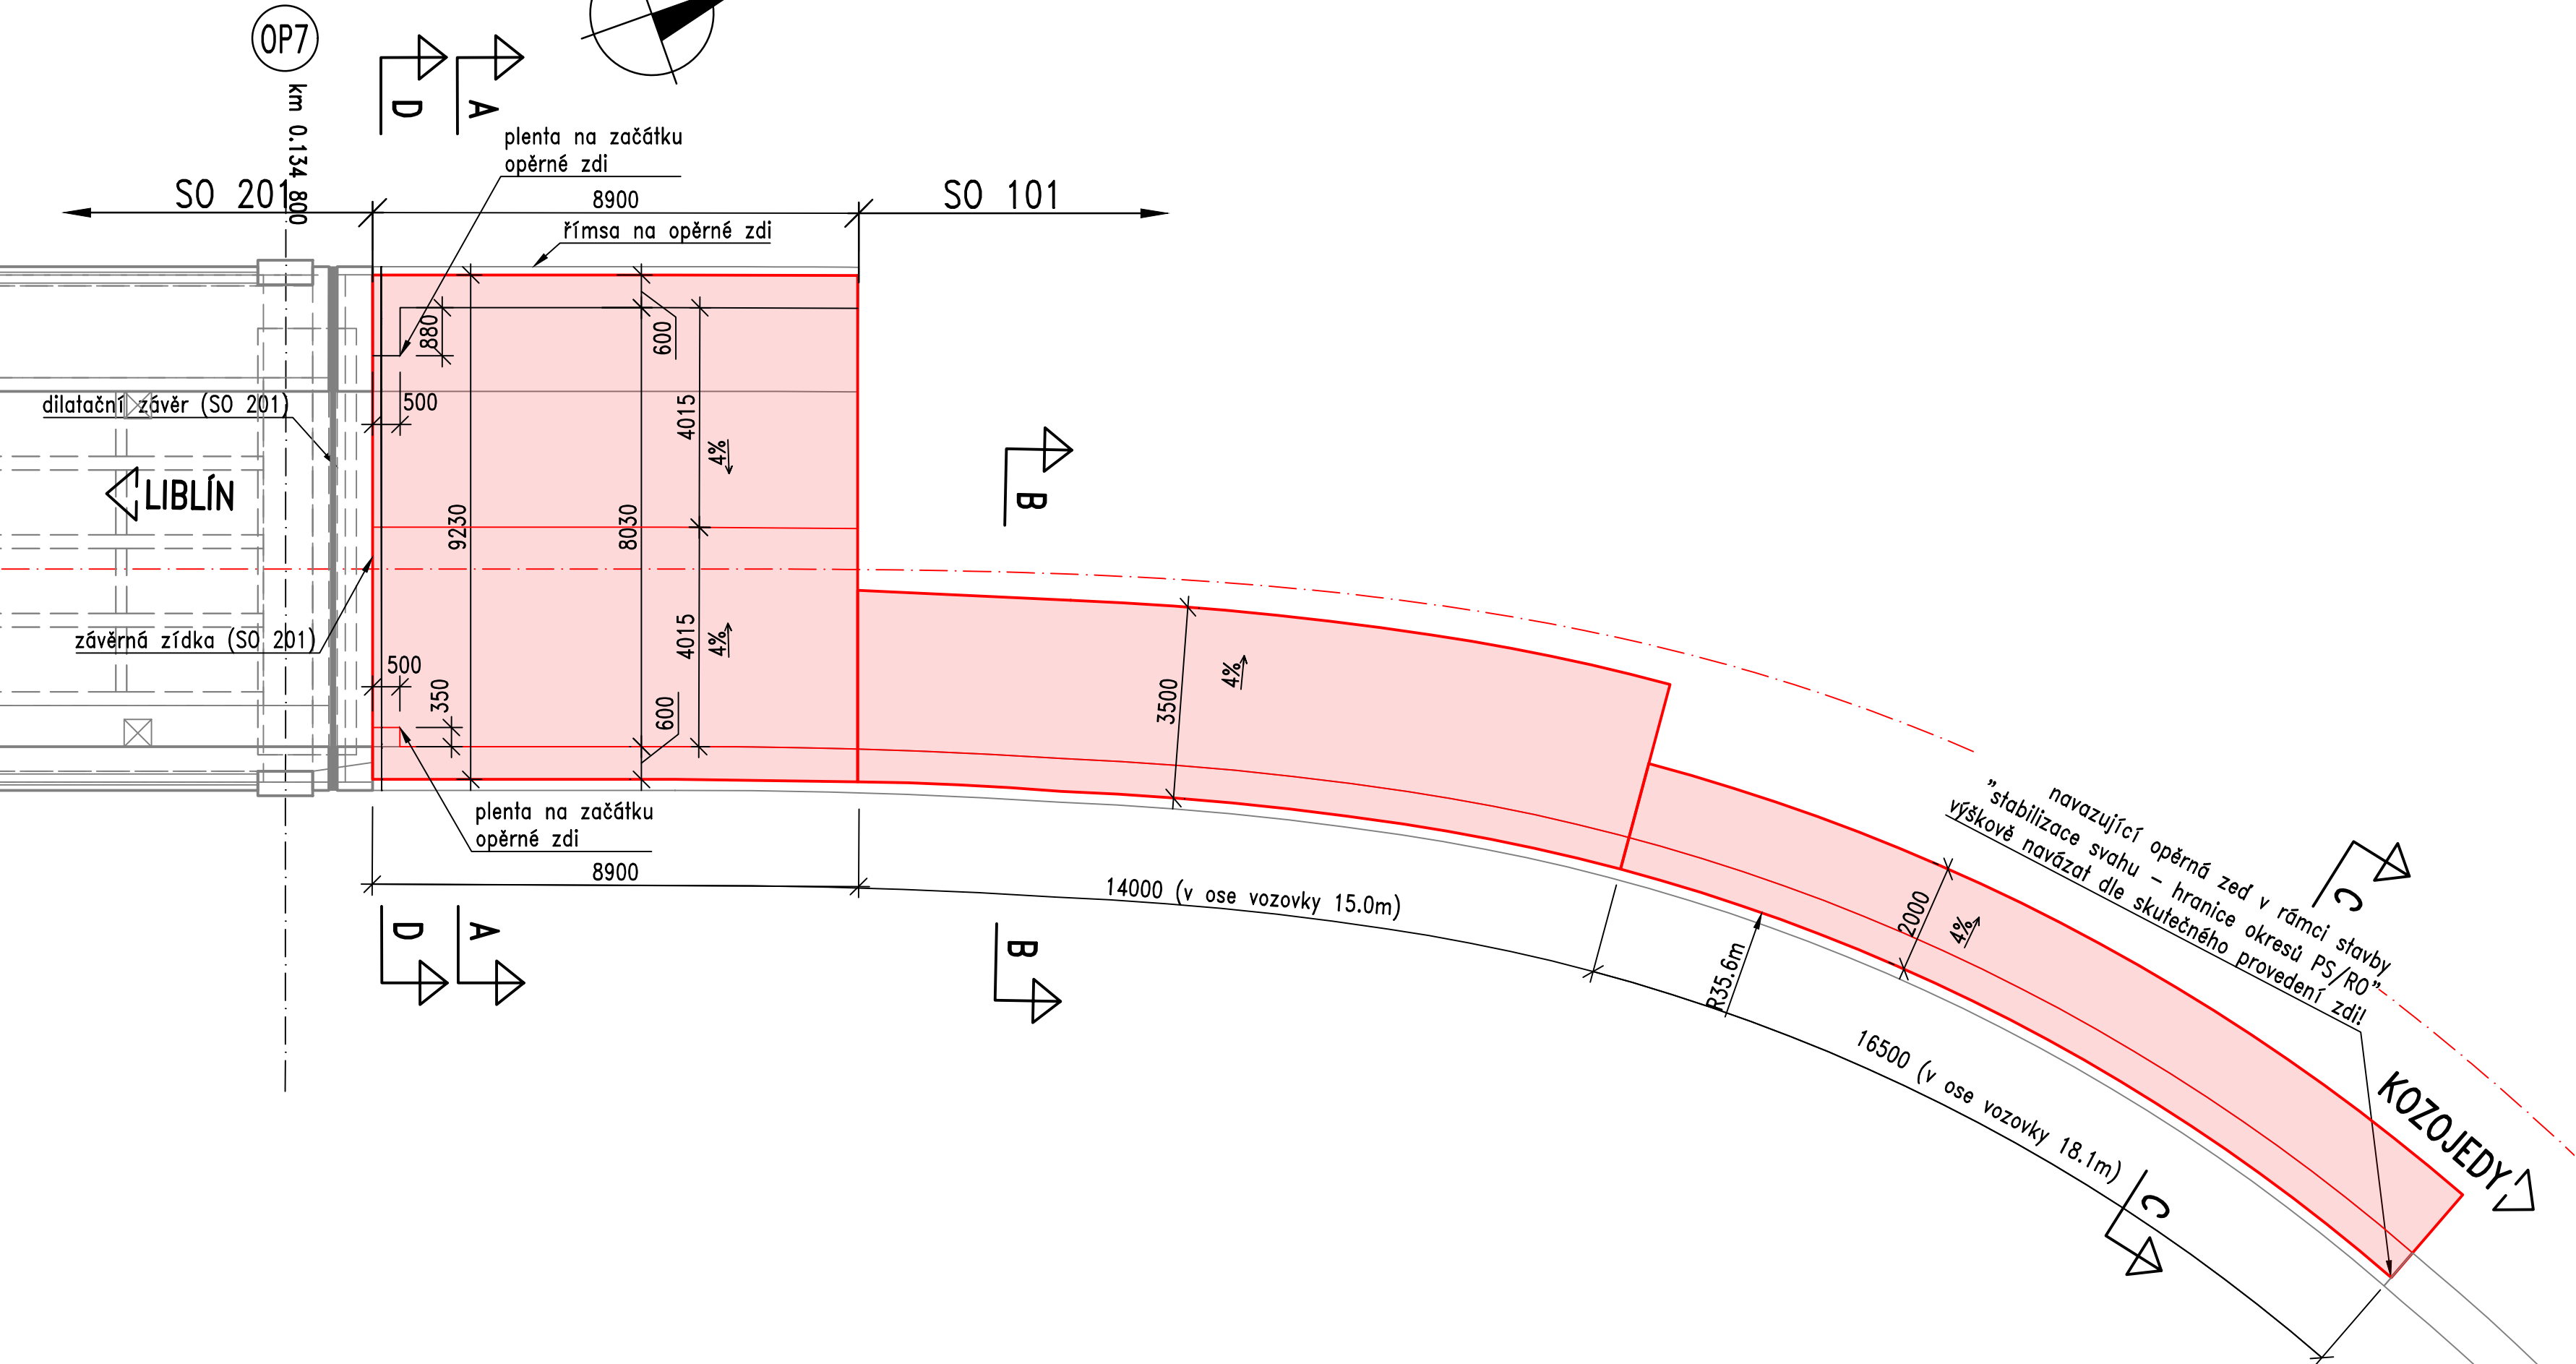 OP7
km 0.134 800
D
A
plenta na začátku
opěrné zdi
SO 201
8900
SO 101
římsa na opěrné zdi
880
600
500
4015
4%
dilatační závěr (SO 201)
LIBLÍN
9230
8030
B
závěrná zídka (SO 201)
500
350
4015
4%
600
3500
4%
plenta na začátku
opěrné zdi
8900
14000 (v ose vozovky 15.0m)
D
A
B
navazující opěrná zeď v rámci stavby
"stabilizace svahu – hranice okresů PS/RO"
výškově navázat dle skutečného provedení zdi!
C
2000
4%
R35.6m
16500 (v ose vozovky 18.1m)
KOZOJEDY
C